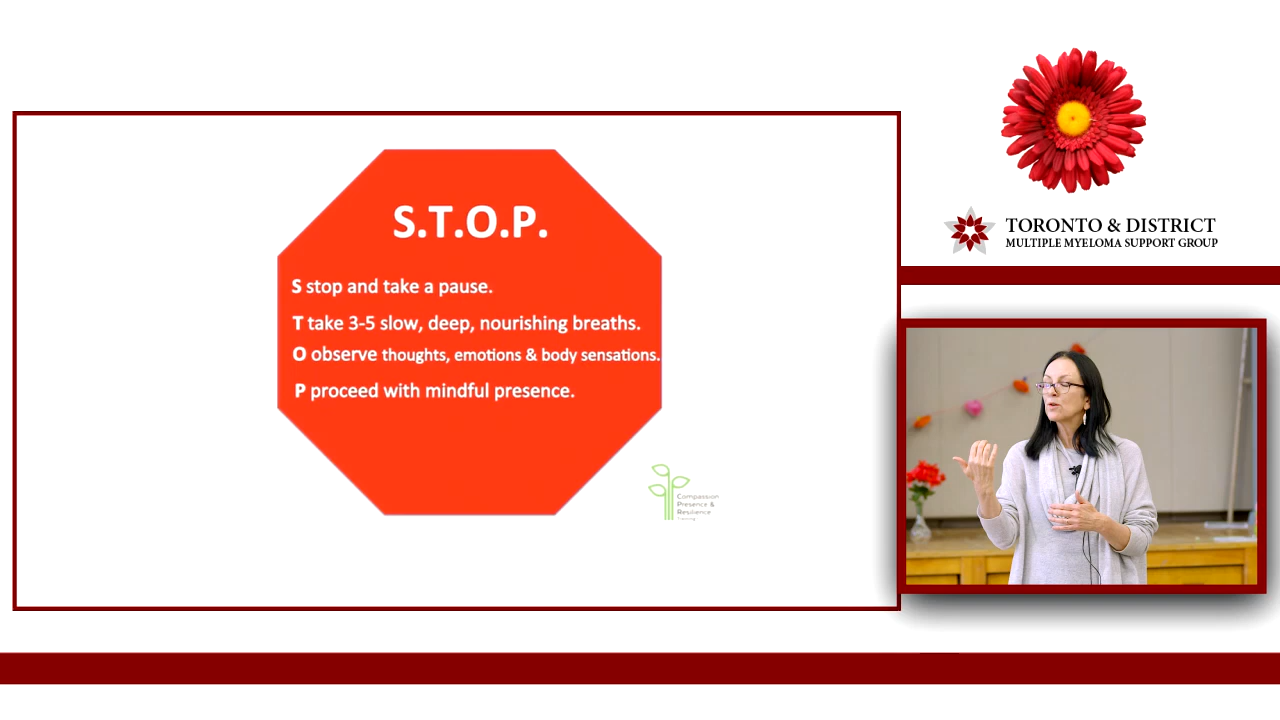 S.T.O.P.
S stop and take a pause.
T take 3-5 slow, deep, nourishing breaths.
O observe thoughts, emotions & body sensations.
P proceed with mindful presence.
Compassion
Presence &
Resilience
Training
TORONTO & DISTRICT
MULTIPLE MYELOMA SUPPORT GROUP